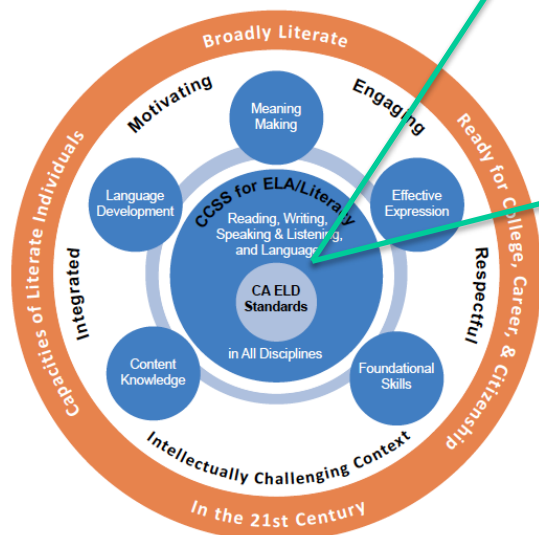 Broadly Literate
Ready for College, Career, & Citizenship
In the 21st Century
Capacities of Literate Individuals
Motivating
Engaging
Respectful
Intellectually Challenging Context
Integrated
Meaning
Making
Effective
Expression
Foundational
Skills
Content
Knowledge
Language
Development
CCSS for ELA/Literacy
Reading, Writing,
Speaking & Listening,
and Language
CA ELD
Standards
in All Disciplines